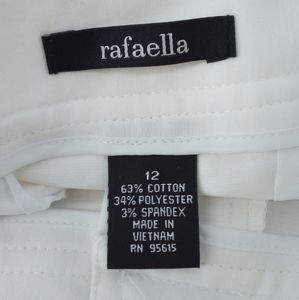 rafaella
12
63% COTTON
34% POLYESTER
3% SPANDEX
MADE IN
VIETNAM
RN 95615